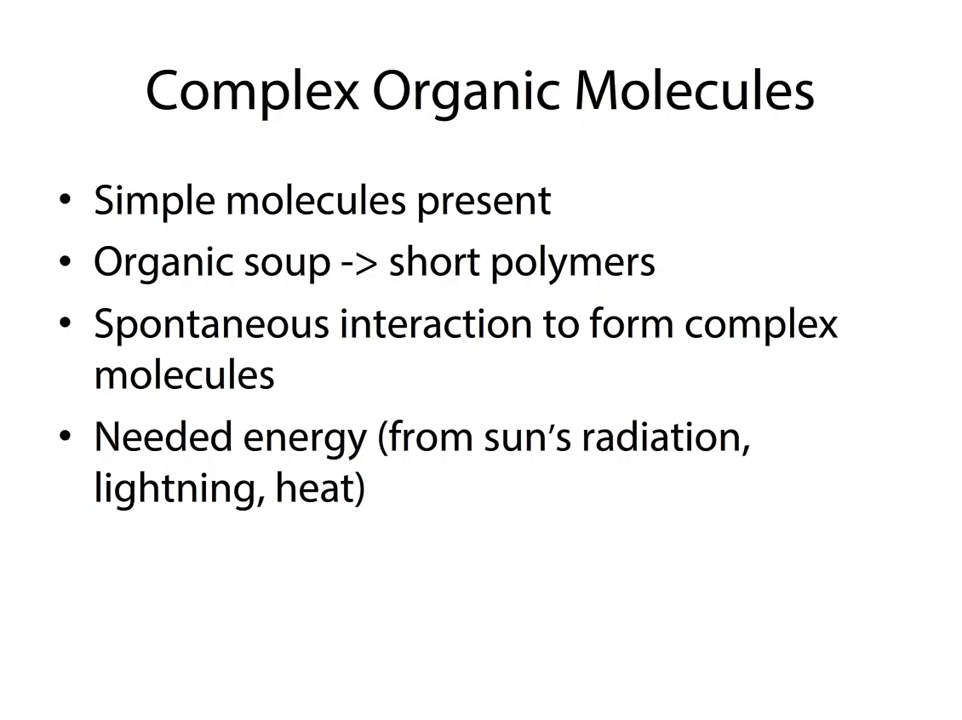 Complex Organic Molecules
• Simple molecules present
• Organic soup -> short polymers
• Spontaneous interaction to form complex
molecules
• Needed energy (from sun’s radiation,
lightning, heat)